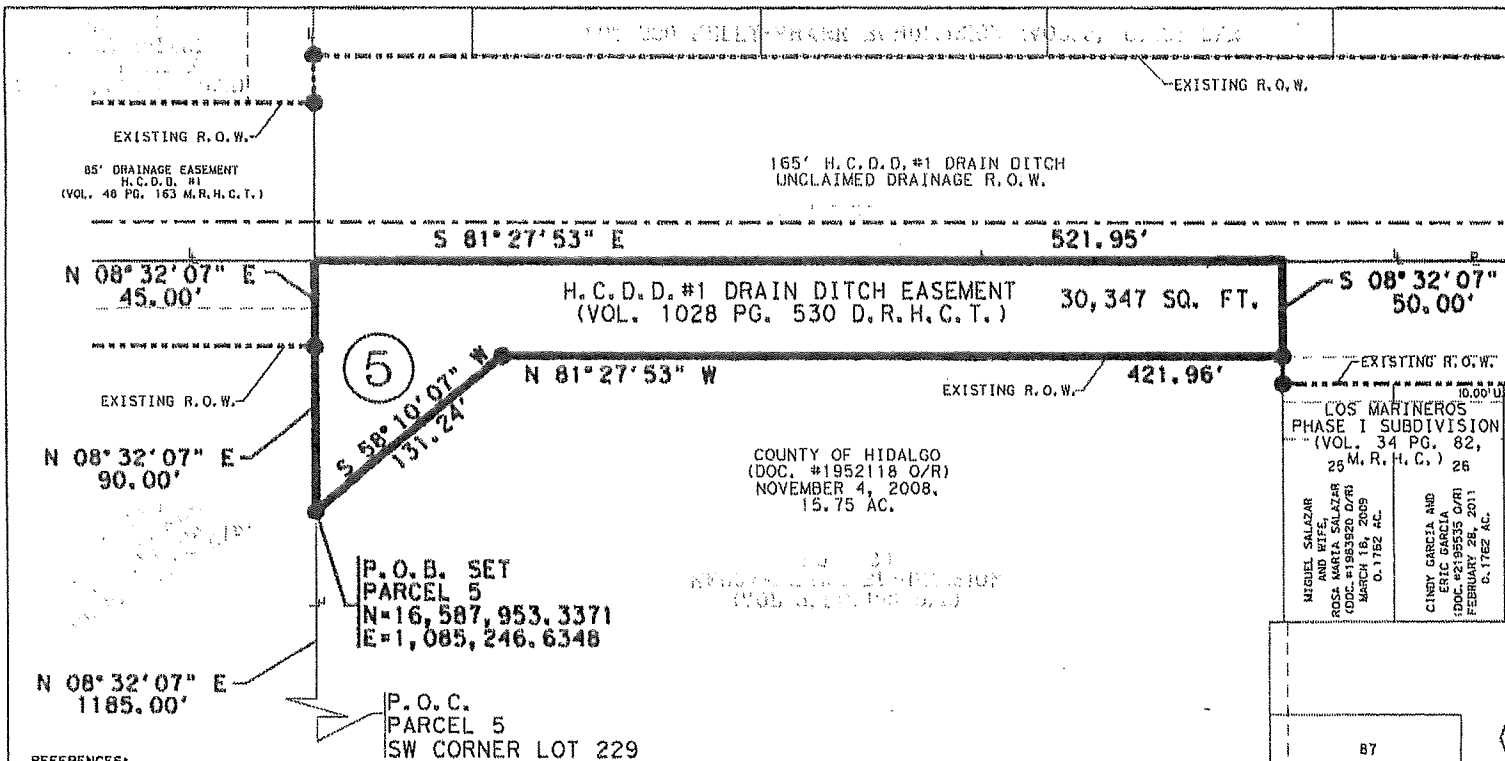 EXISTING R.O.W.
EXISTING R.O.W.
85' DRAINAGE EASEMENT
H.C.D.D. #1
(VOL. 48 PG. 163 M.R.H.C.T.)
165' H.C.D.D. #1 DRAIN DITCH
UNCLAIMED DRAINAGE R.O.W.
S 81°27'53" E
521.95'
N 08°32'07" E
45.00'
H.C.D.D. #1 DRAIN DITCH EASEMENT
(VOL. 1028 PG. 530 D.R.H.C.T.)
30,347 SQ. FT.
S 08°32'07"
50.00'
5
EXISTING R.O.W.
S 58°10'07" W
131.24'
N 81°27'53" W
EXISTING R.O.W.
421.96'
EXISTING R.O.W.
10.00' U
N 08°32'07" E
90.00'
COUNTY OF HIDALGO
(DOC. #1952118 O/R)
NOVEMBER 4, 2008.
15.75 AC.
LOS MARINEROS
PHASE I SUBDIVISION
(VOL. 34 PG. 82,
M.R.H.C.)
25
26
MIGUEL SALAZAR
AND WIFE,
ROSA MARIA SALAZAR
(DOC. #1983920 O/R)
MARCH 18, 2009
0.1762 AC.
CINDY GARCIA AND
ERIC GARCIA
(DOC. #2195535 O/R)
FEBRUARY 28, 2011
0.1762 AC.
P.O.B. SET
PARCEL 5
N=16,587,953.3371
E=1,085,246.6348
N 08°32'07" E
1185.00'
P.O.C.
PARCEL 5
SW CORNER LOT 229
87
REFERENCES: